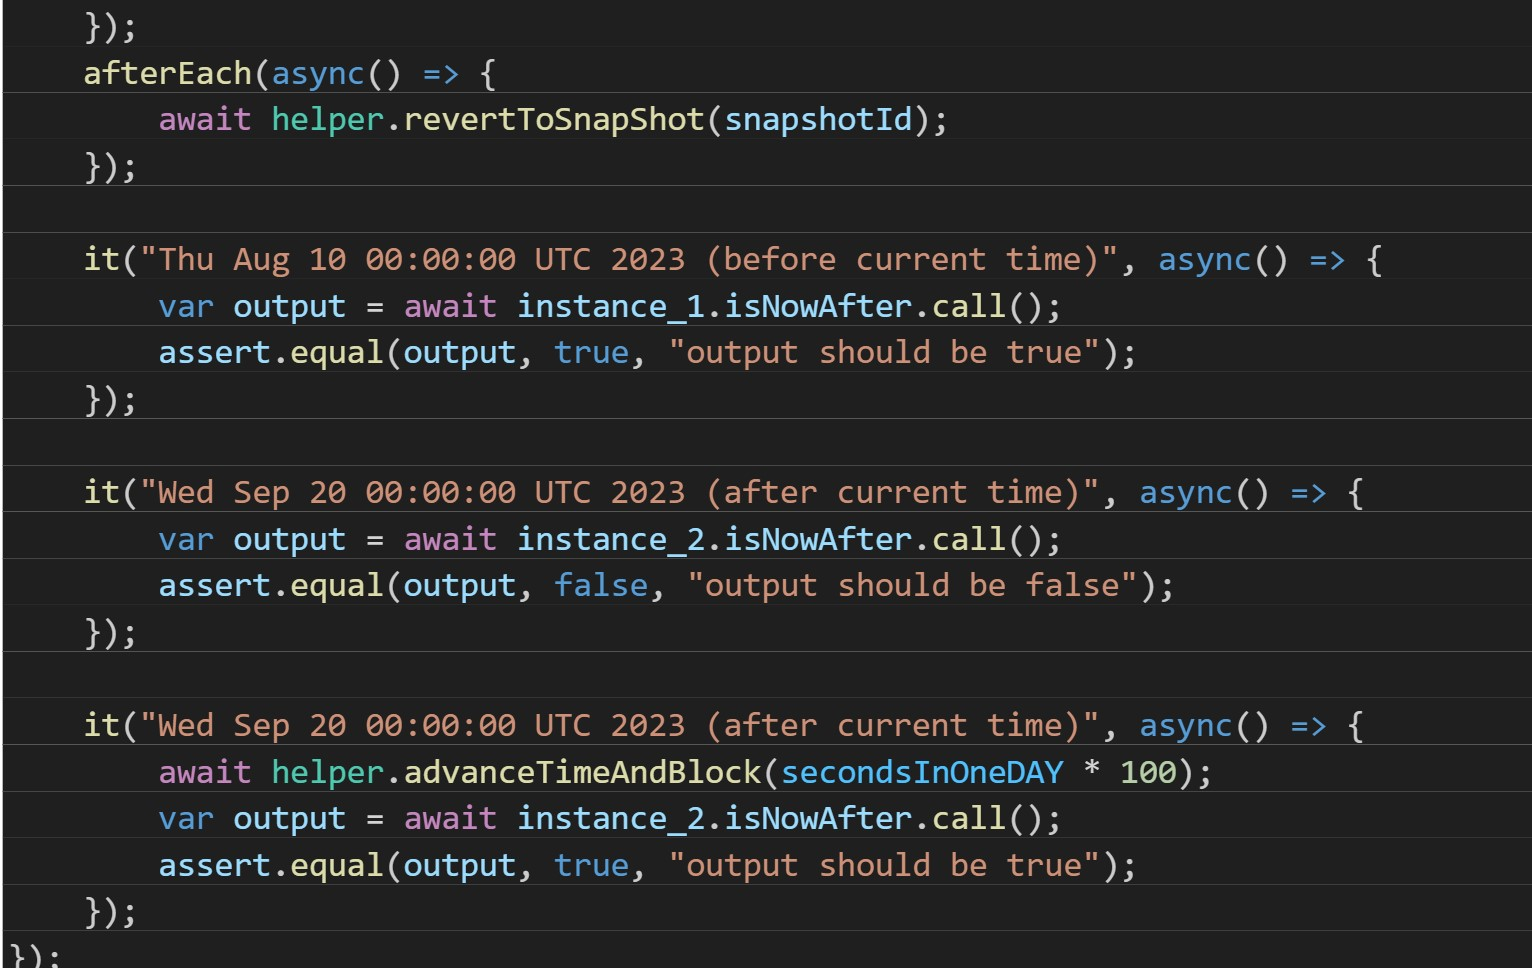 });
afterEach(async() => {
await helper.revertToSnapShot(snapshotId);
});
it("Thu Aug 10 00:00:00 UTC 2023 (before current time)", async() => {
var output = await instance_1.isNowAfter.call();
assert.equal(output, true, "output should be true");
});
it("Wed Sep 20 00:00:00 UTC 2023 (after current time)", async() => {
var output = await instance_2.isNowAfter.call();
assert.equal(output, false, "output should be false");
});
it("Wed Sep 20 00:00:00 UTC 2023 (after current time)", async() => {
await helper.advanceTimeAndBlock(secondsInOneDAY * 100);
var output = await instance_2.isNowAfter.call();
assert.equal(output, true, "output should be true");
});
});